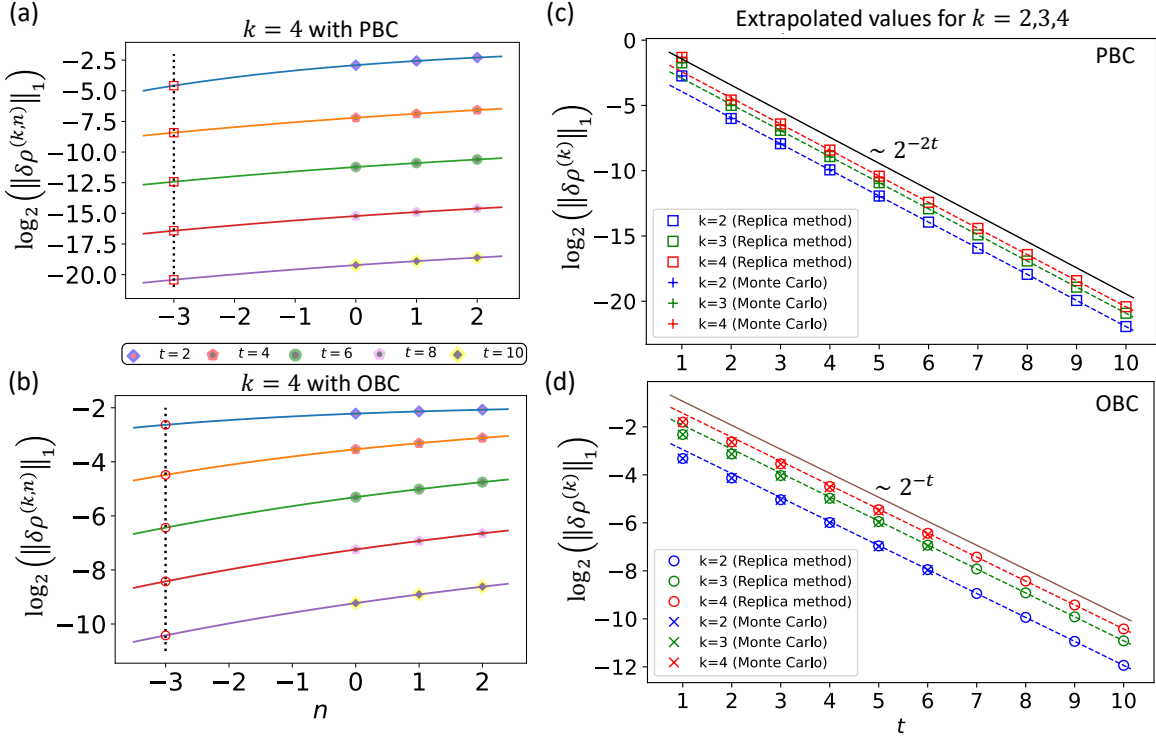 (a)
k = 4 with PBC
log₂(‖δρ⁽ᵏ,ⁿ⁾‖₁)
−2.5
−5.0
−7.5
−10.0
−12.5
−15.0
−17.5
−20.0
−3 −2 −1 0 1 2
t = 2 t = 4 t = 6 t = 8 t = 10
(b)
k = 4 with OBC
log₂(‖δρ⁽ᵏ,ⁿ⁾‖₁)
−2
−4
−6
−8
−10
−3 −2 −1 0 1 2
n
(c)
Extrapolated values for k = 2,3,4
PBC
log₂(‖δρ⁽ᵏ⁾‖₁)
0
−5
−10
−15
−20
~ 2⁻²ᵗ
k=2 (Replica method)
k=3 (Replica method)
k=4 (Replica method)
k=2 (Monte Carlo)
k=3 (Monte Carlo)
k=4 (Monte Carlo)
1 2 3 4 5 6 7 8 9 10
(d)
OBC
log₂(‖δρ⁽ᵏ⁾‖₁)
−2
−4
−6
−8
−10
−12
~ 2⁻ᵗ
k=2 (Replica method)
k=3 (Replica method)
k=4 (Replica method)
k=2 (Monte Carlo)
k=3 (Monte Carlo)
k=4 (Monte Carlo)
1 2 3 4 5 6 7 8 9 10
t